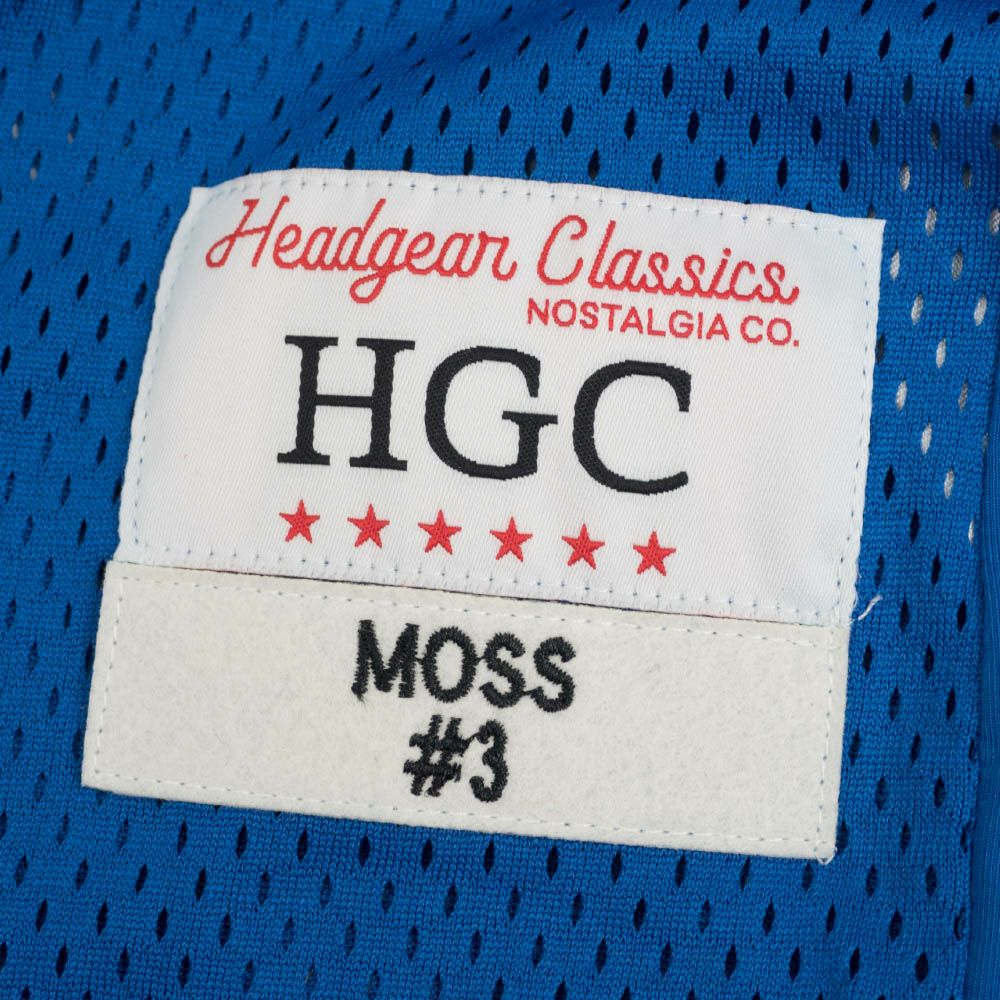 Headgear Classics
NOSTALGIA CO.
HGC
MOSS
#3